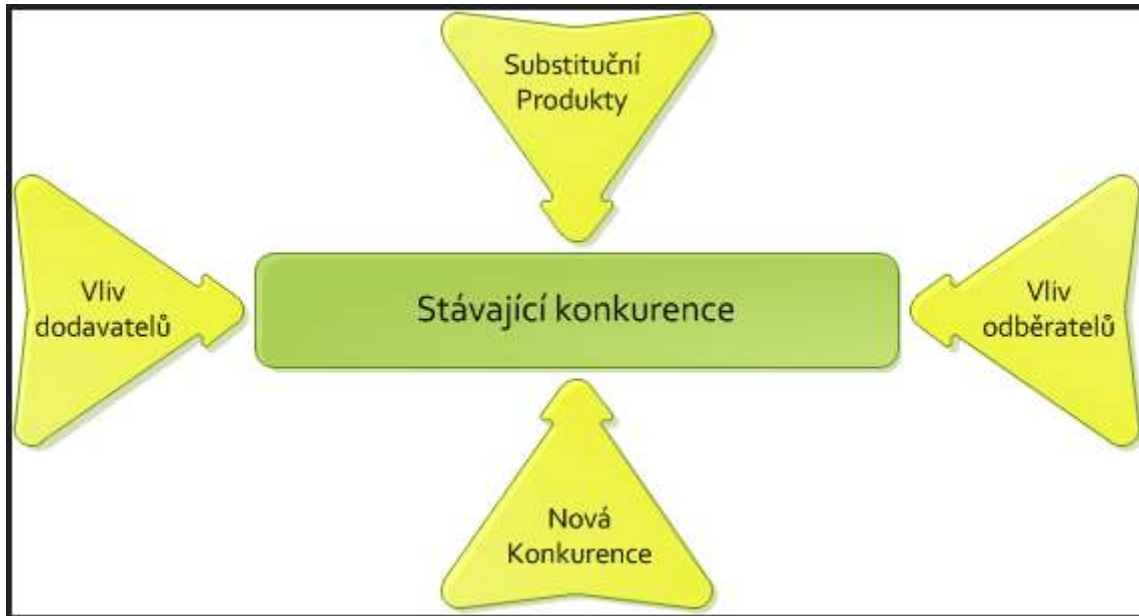 Substituční
Produkty
Vliv
dodavatelů
Stávající konkurence
Vliv
odběratelů
Nová
Konkurence